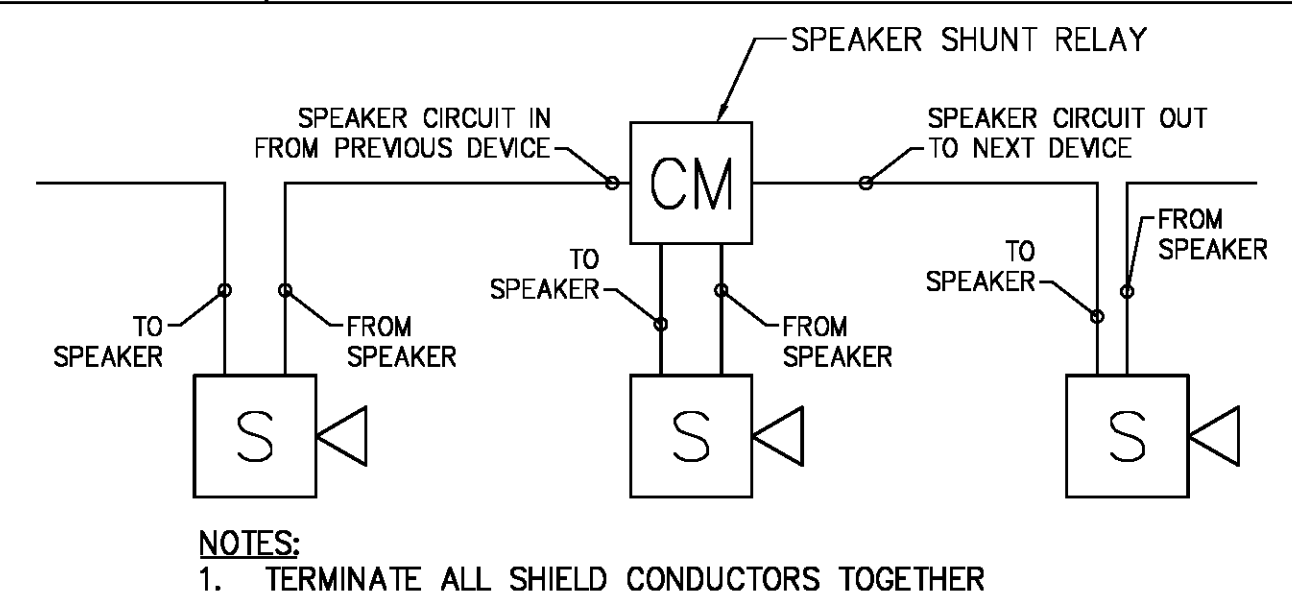 SPEAKER SHUNT RELAY
SPEAKER CIRCUIT IN
FROM PREVIOUS DEVICE
CM
SPEAKER CIRCUIT OUT
TO NEXT DEVICE
TO
SPEAKER
FROM
SPEAKER
TO
SPEAKER
FROM
SPEAKER
TO
SPEAKER
FROM
SPEAKER
S
S
S
NOTES:
1. TERMINATE ALL SHIELD CONDUCTORS TOGETHER